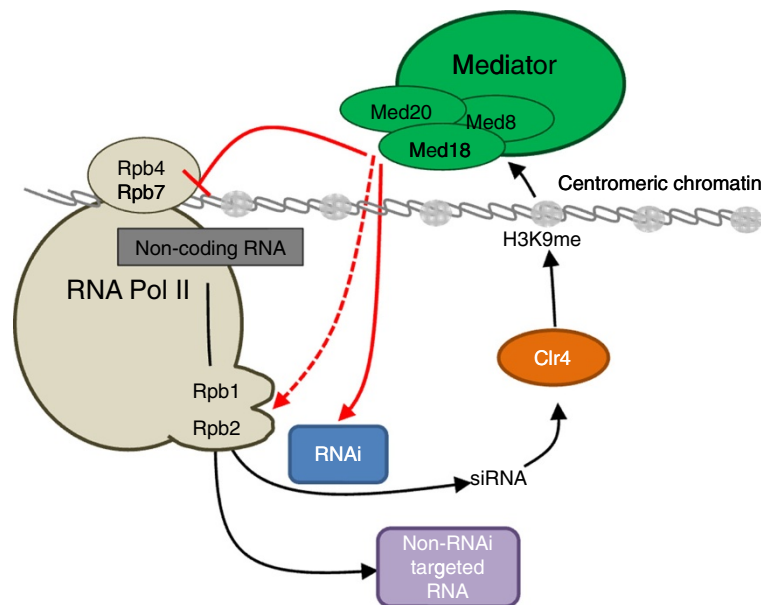 Mediator
Med20
Med8
Med18
Rpb4
Rpb7
Centromeric chromatin
H3K9me
Non-coding RNA
RNA Pol II
Clr4
Rpb1
Rpb2
RNAi
siRNA
Non-RNAi
targeted
RNA